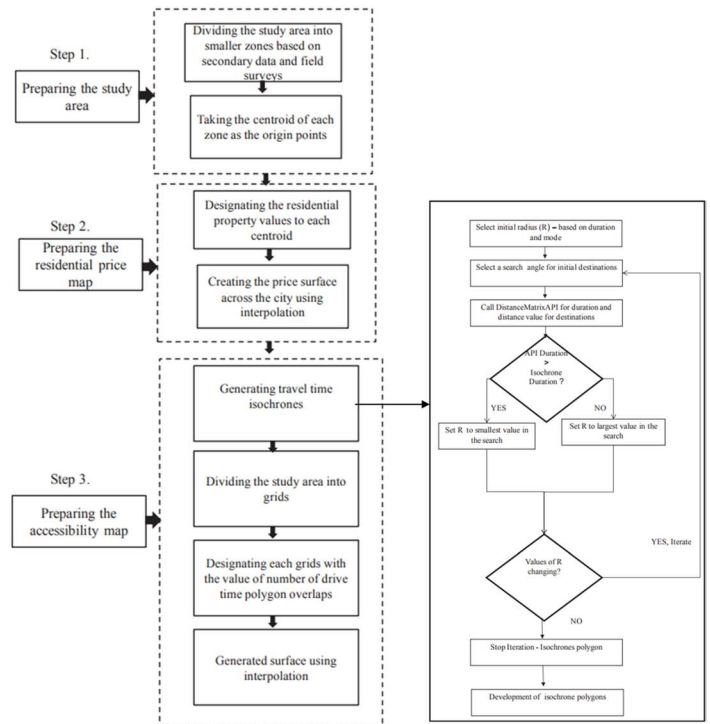 Step 1.
Preparing the study
area
Dividing the study area into
smaller zones based on
secondary data and field
surveys
Taking the centroid of each
zone as the origin points
Step 2.
Preparing the
residential price
map
Designating the residential
property values to each
centroid
Creating the price surface
across the city using
interpolation
Step 3.
Preparing the
accessibility map
Generating travel time
isochrones
Dividing the study area into
grids
Designating each grids with
the value of number of drive
time polygon overlaps
Generated surface using
interpolation
Select initial radius (R) – based on duration
and mode
Select a search angle for initial destinations
Call DistanceMatrixAPI for duration and
distance value for destinations
API Duration
>
Isochrone
Duration ?
YES
NO
Set R to smallest value in
the search
Set R to largest value in the
search
Values of R
changing?
YES, Iterate
NO
Stop Iteration - Isochrones polygon
Development of isochrone polygons